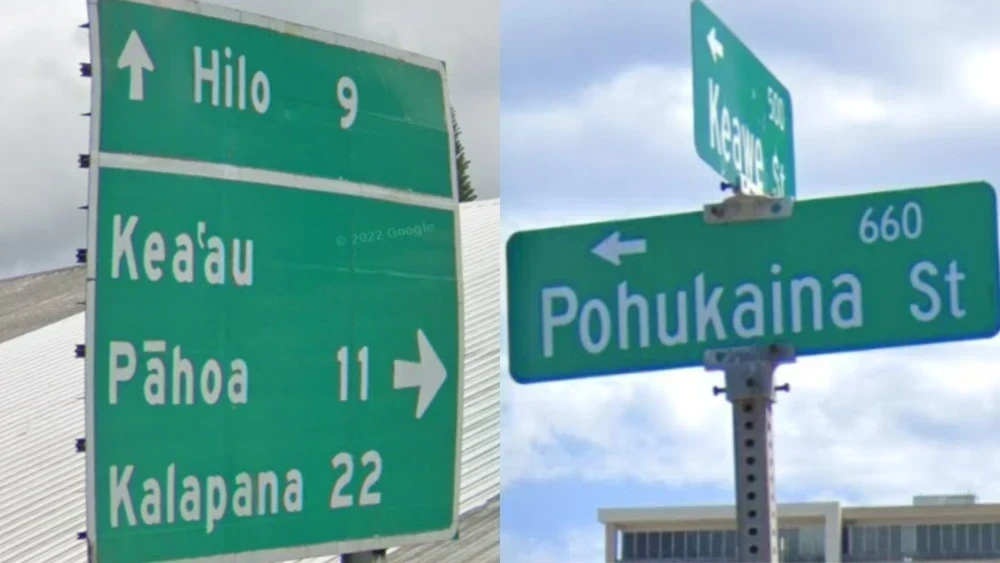 Hilo 9
Keaʻau
Pāhoa 11
Kalapana 22
© 2022 Google
500
Keawe St
660
Pohukaina St